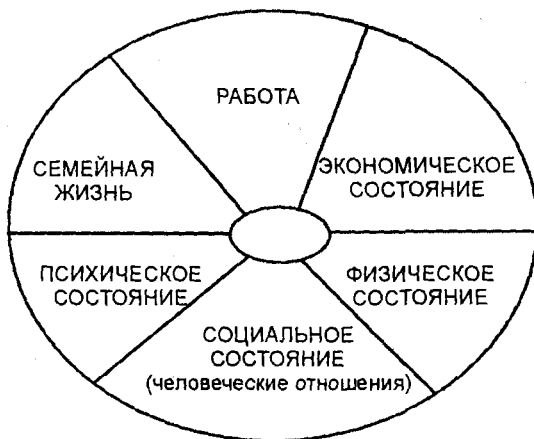 РАБОТА
ЭКОНОМИЧЕСКОЕ
СОСТОЯНИЕ
СЕМЕЙНАЯ
ЖИЗНЬ
ПСИХИЧЕСКОЕ
СОСТОЯНИЕ
ФИЗИЧЕСКОЕ
СОСТОЯНИЕ
СОЦИАЛЬНОЕ
СОСТОЯНИЕ
(человеческие отношения)